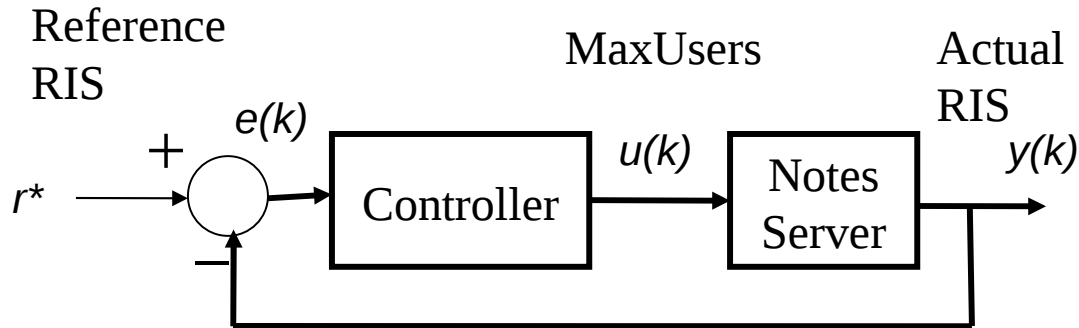 Reference
RIS
MaxUsers
Actual
RIS
+
e(k)
u(k)
y(k)
r*
Controller
Notes
Server
−